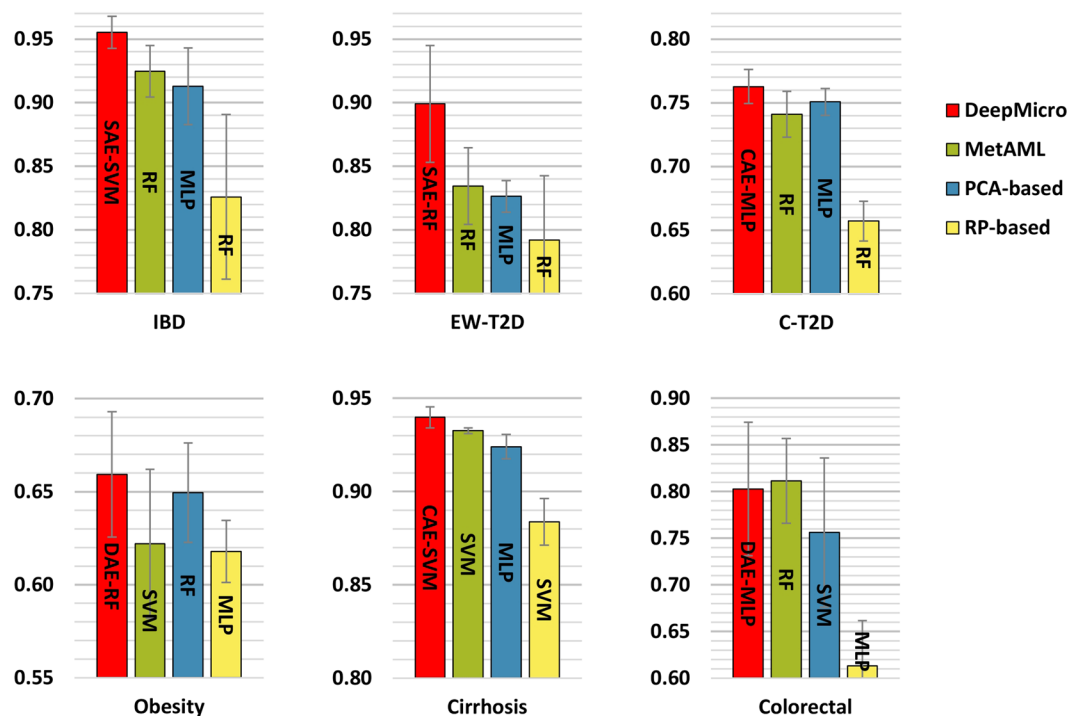 0.95
0.90
0.85
0.80
0.75
SAE-SVM
RF
MLP
RF
IBD
0.95
0.90
0.85
0.80
0.75
SAE-RF
RF
MLP
RF
EW-T2D
0.80
0.75
0.70
0.65
0.60
CAE-MLP
RF
MLP
RF
C-T2D
DeepMicro
MetAML
PCA-based
RP-based
0.70
0.65
0.60
0.55
DAE-RF
SVM
RF
MLP
Obesity
0.95
0.90
0.85
0.80
CAE-SVM
SVM
MLP
SVM
Cirrhosis
0.90
0.85
0.80
0.75
0.70
0.65
0.60
DAE-MLP
RF
SVM
MLP
Colorectal